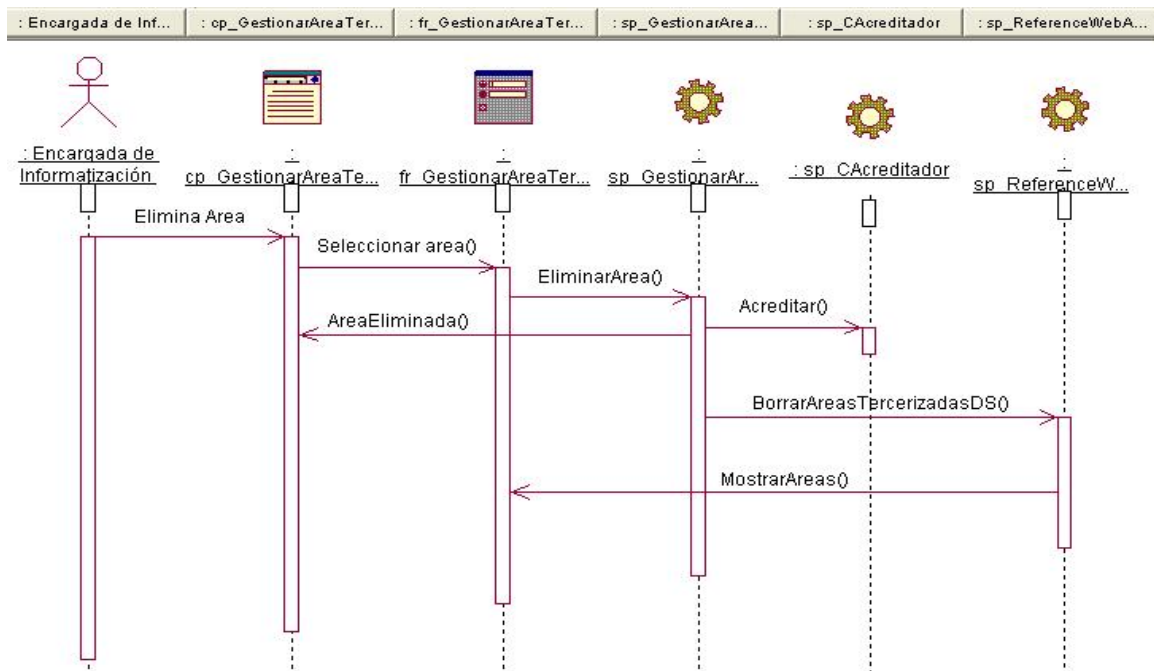 : Encargada de Inf...
: cp_GestionarAreaTer...
: fr_GestionarAreaTer...
: sp_GestionarArea...
: sp_CAcreditador
: sp_ReferenceWebA...
: Encargada de
Informatización
:
cp_GestionarAreaTe...
:
fr_GestionarAreaTer...
:
sp_GestionarAr...
: sp_CAcreditador
:
sp_ReferenceW...
Elimina Area
Seleccionar area()
EliminarArea()
Acreditar()
AreaEliminada()
BorrarAreasTercerizadasDS()
MostrarAreas()